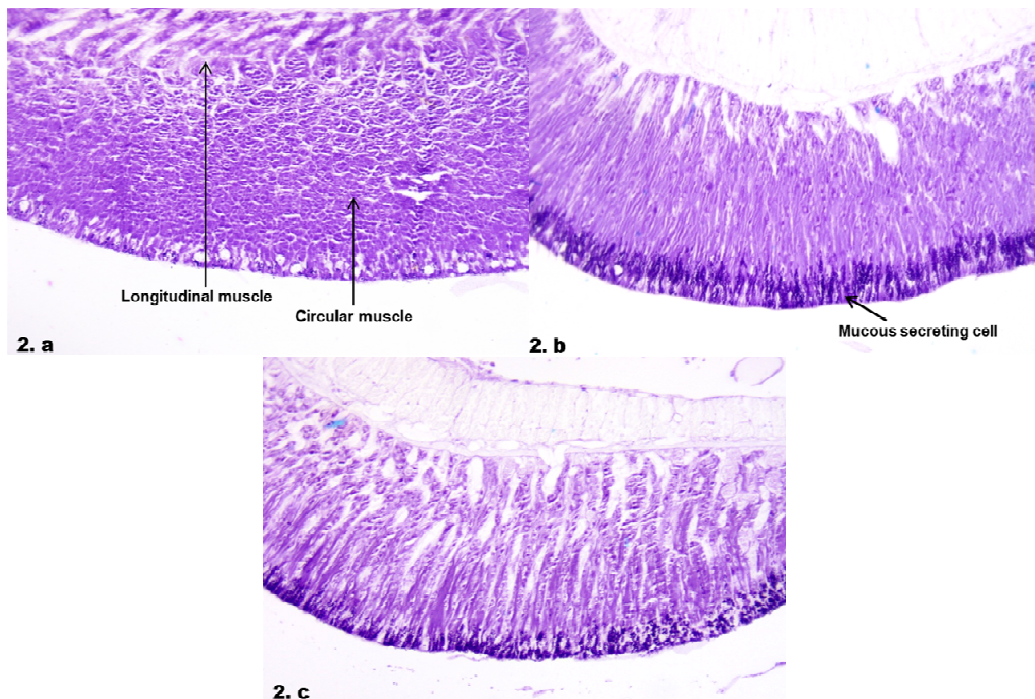 Longitudinal muscle
Circular muscle
2. a
Mucous secreting cell
2. b
2. c